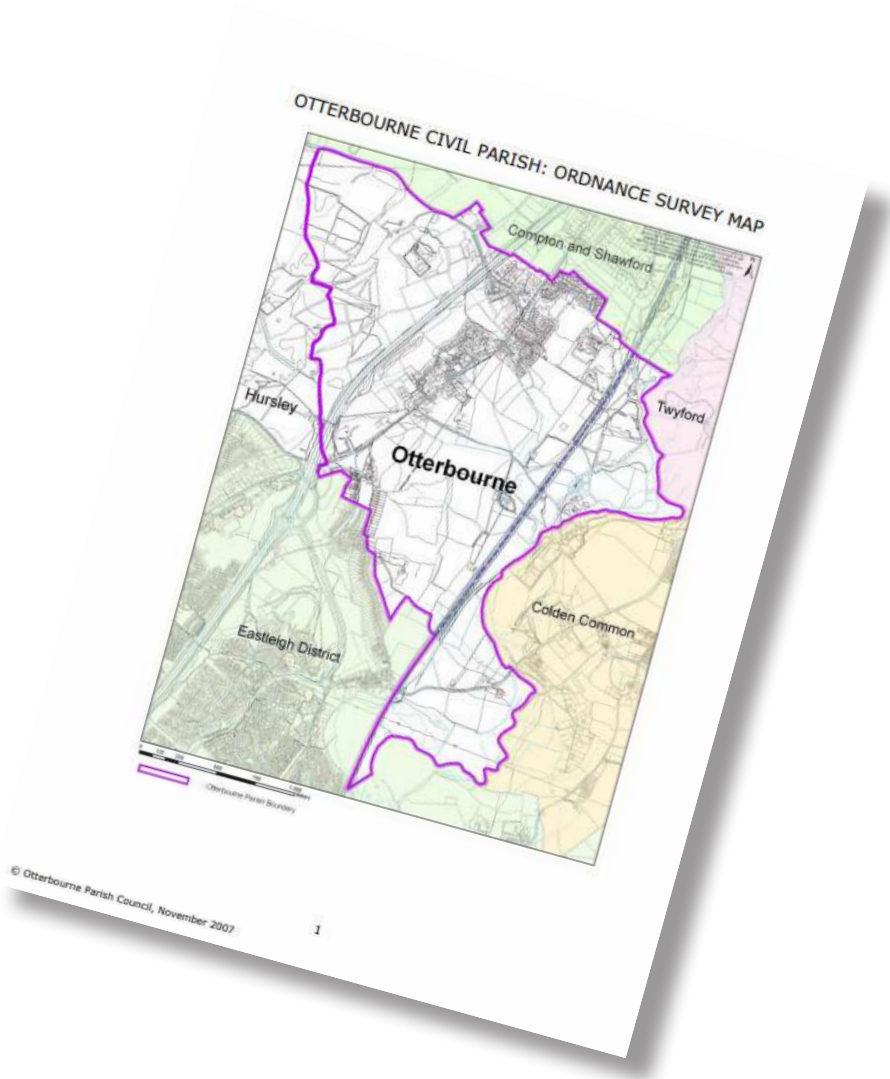 OTTERBOURNE CIVIL PARISH: ORDNANCE SURVEY MAP
Compton and Shawford
Twyford
Hursley
Otterbourne
Colden Common
Eastleigh District
Otterbourne Parish Boundary
© Otterbourne Parish Council, November 2007
1